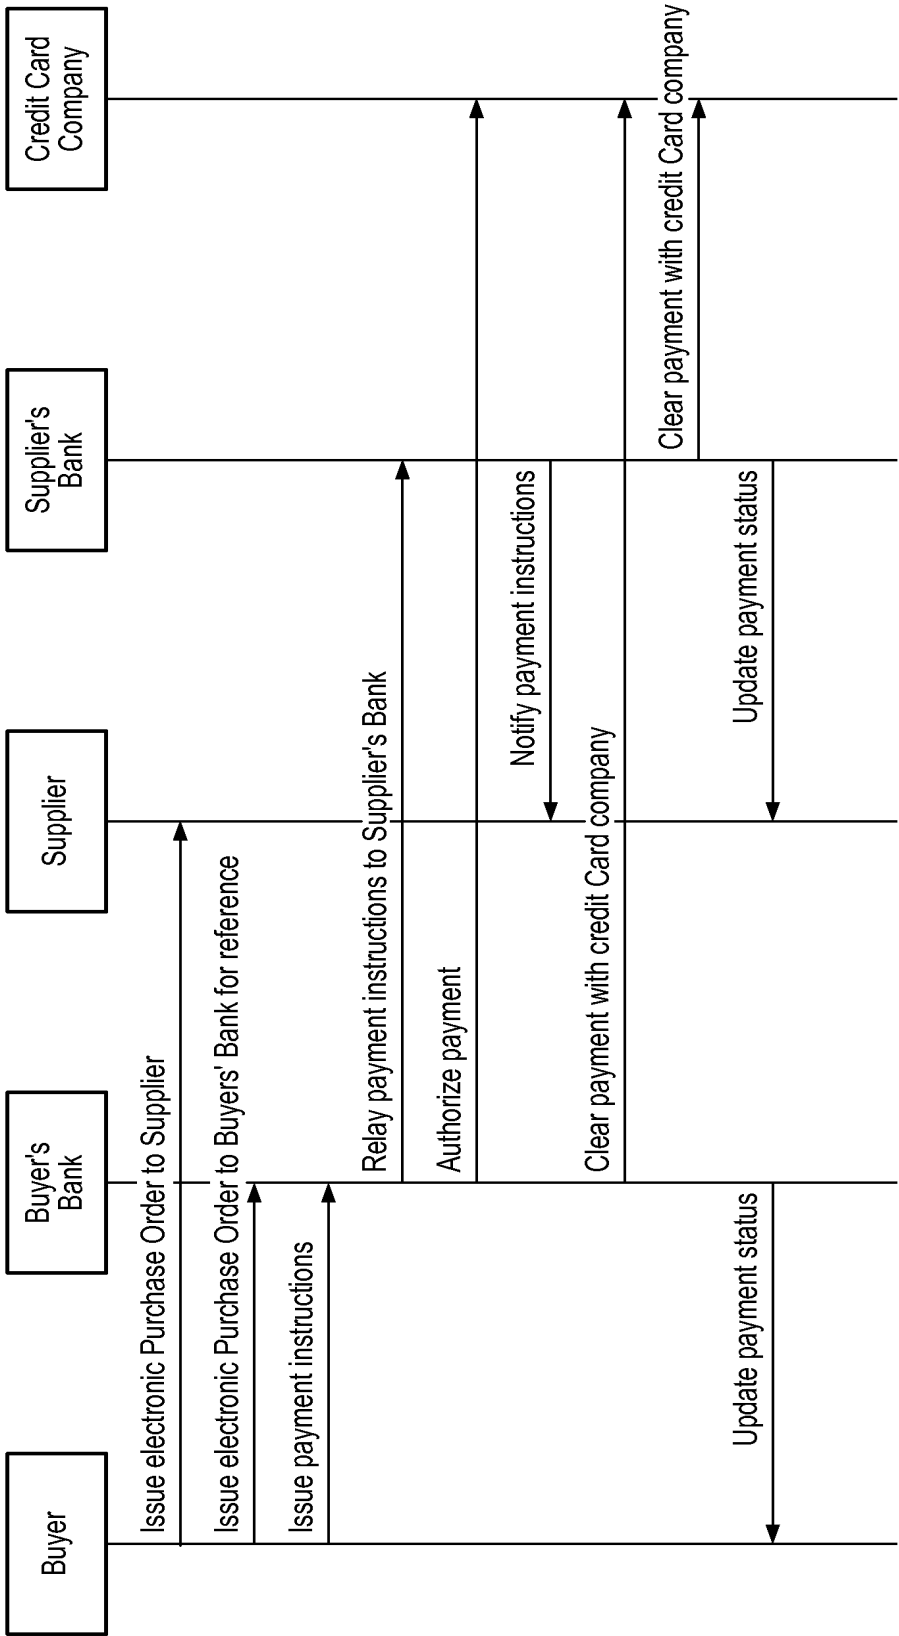 Buyer
Buyer's
Bank
Supplier
Supplier's
Bank
Credit Card
Company
Issue electronic Purchase Order to Supplier
Issue electronic Purchase Order to Buyers' Bank for reference
Issue payment instructions
Relay payment instructions to Supplier's Bank
Authorize payment
Notify payment instructions
Clear payment with credit Card company
Clear payment with credit Card company
Update payment status
Update payment status